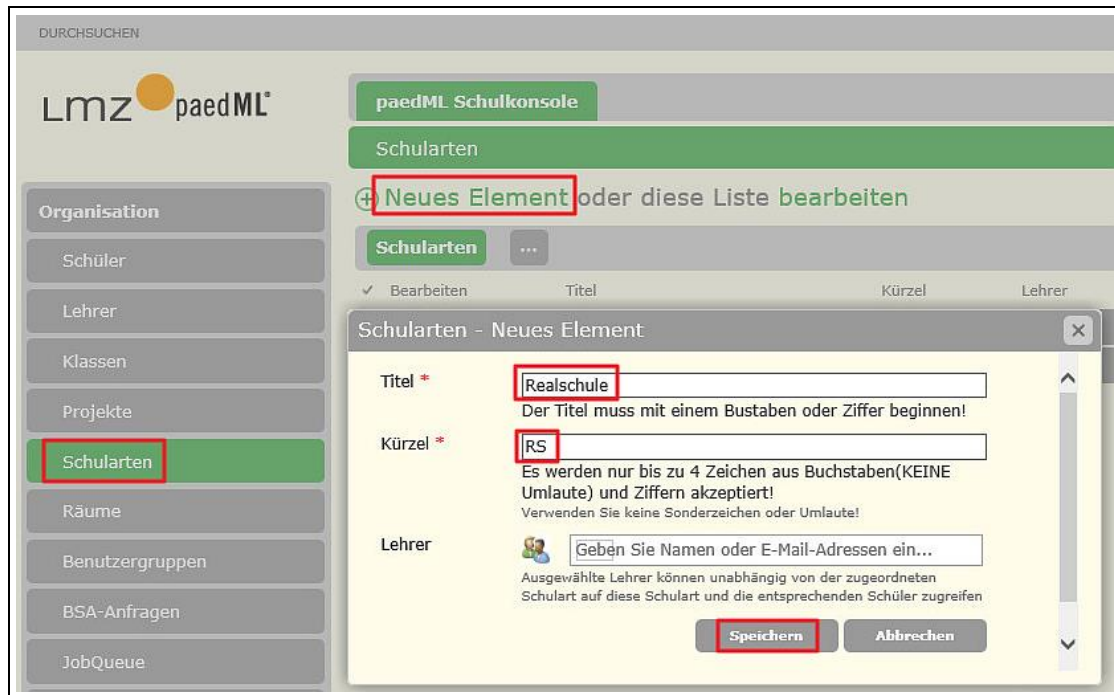 DURCHSUCHEN
Lmz paedML®
paedML Schulkonsole
Schularten
Neues Element oder diese Liste bearbeiten
Schularten ...
Bearbeiten Titel Kürzel Lehrer
Organisation
Schüler
Lehrer
Klassen
Projekte
Schularten
Räume
Benutzergruppen
BSA-Anfragen
JobQueue
Schularten - Neues Element
Titel * Realschule
Der Titel muss mit einem Bustaben oder Ziffer beginnen!
Kürzel * RS
Es werden nur bis zu 4 Zeichen aus Buchstaben(KEINE
Umlaute) und Ziffern akzeptiert!
Verwenden Sie keine Sonderzeichen oder Umlaute!
Lehrer Geben Sie Namen oder E-Mail-Adressen ein...
Ausgewählte Lehrer können unabhängig von der zugeordneten
Schulart auf diese Schulart und die entsprechenden Schüler zugreifen
Speichern Abbrechen